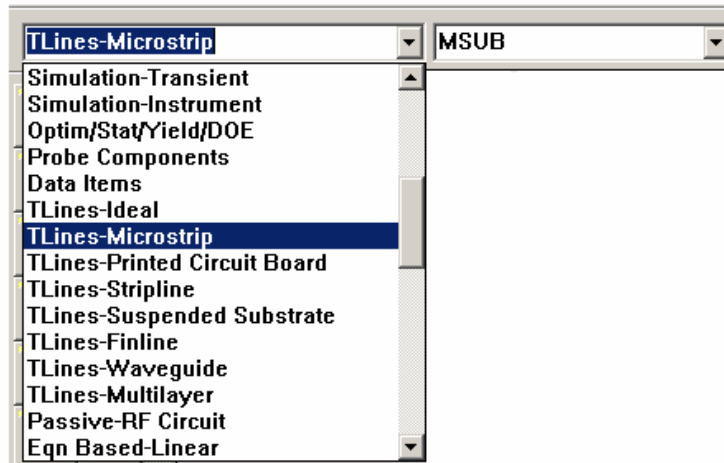 TLines-Microstrip MSUB
Simulation-Transient
Simulation-Instrument
Optim/Stat/Yield/DOE
Probe Components
Data Items
TLines-Ideal
TLines-Microstrip
TLines-Printed Circuit Board
TLines-Stripline
TLines-Suspended Substrate
TLines-Finline
TLines-Waveguide
TLines-Multilayer
Passive-RF Circuit
Eqn Based-Linear